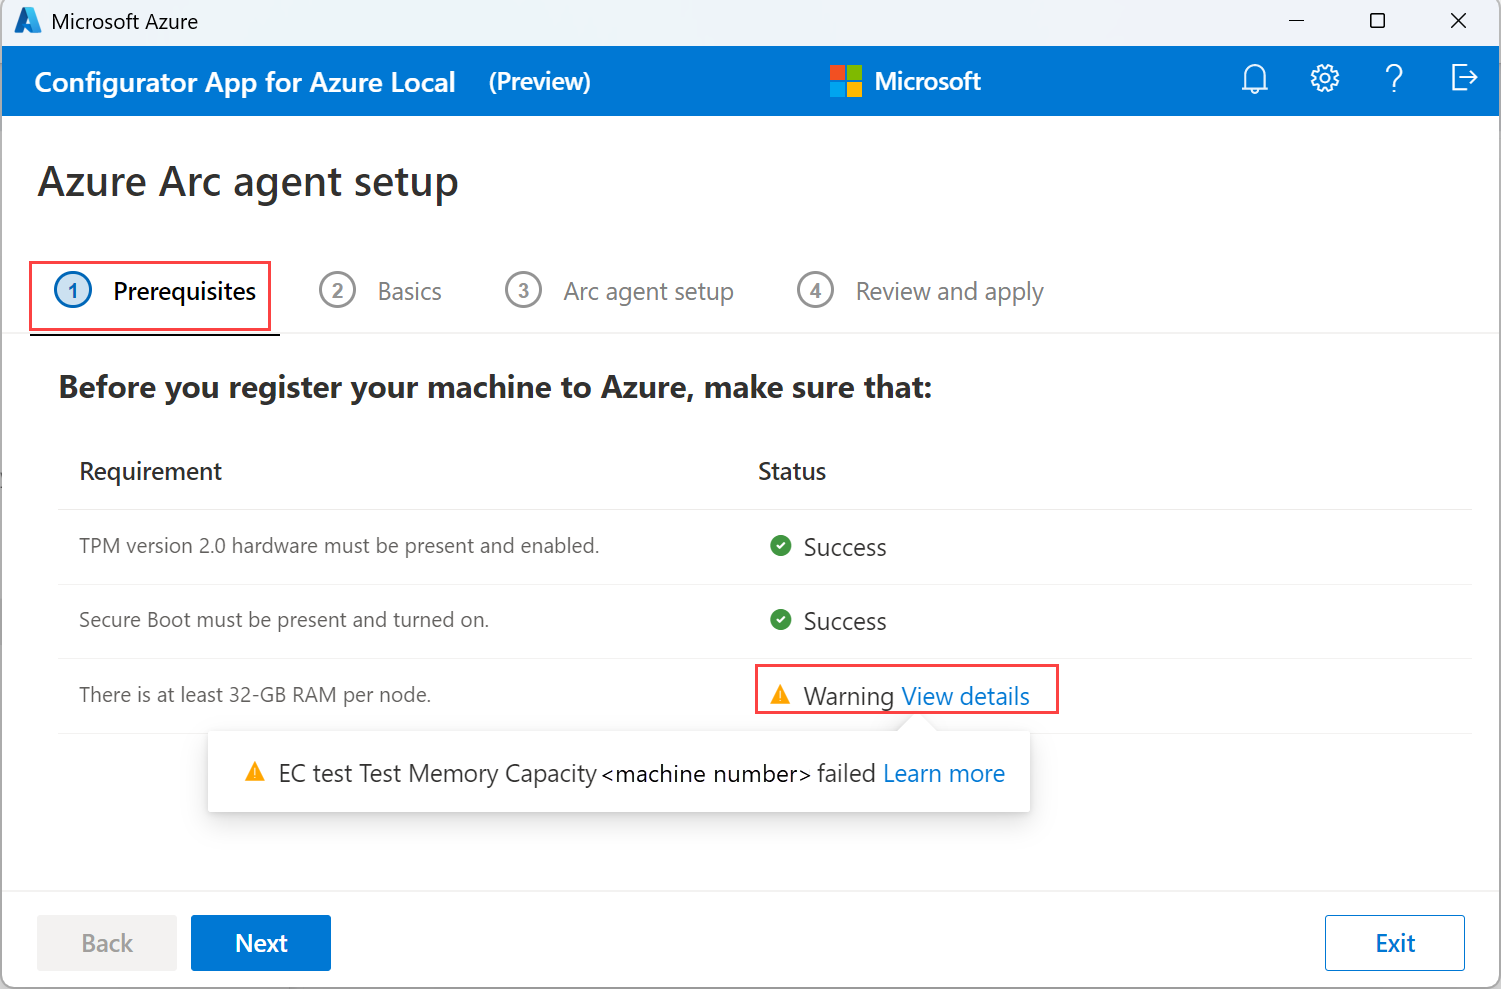 Microsoft Azure
Configurator App for Azure Local (Preview) Microsoft
Azure Arc agent setup
1 Prerequisites 2 Basics 3 Arc agent setup 4 Review and apply
Before you register your machine to Azure, make sure that:
Requirement Status
TPM version 2.0 hardware must be present and enabled. Success
Secure Boot must be present and turned on. Success
There is at least 32-GB RAM per node. Warning View details
EC test Test Memory Capacity <machine number> failed Learn more
Back Next Exit